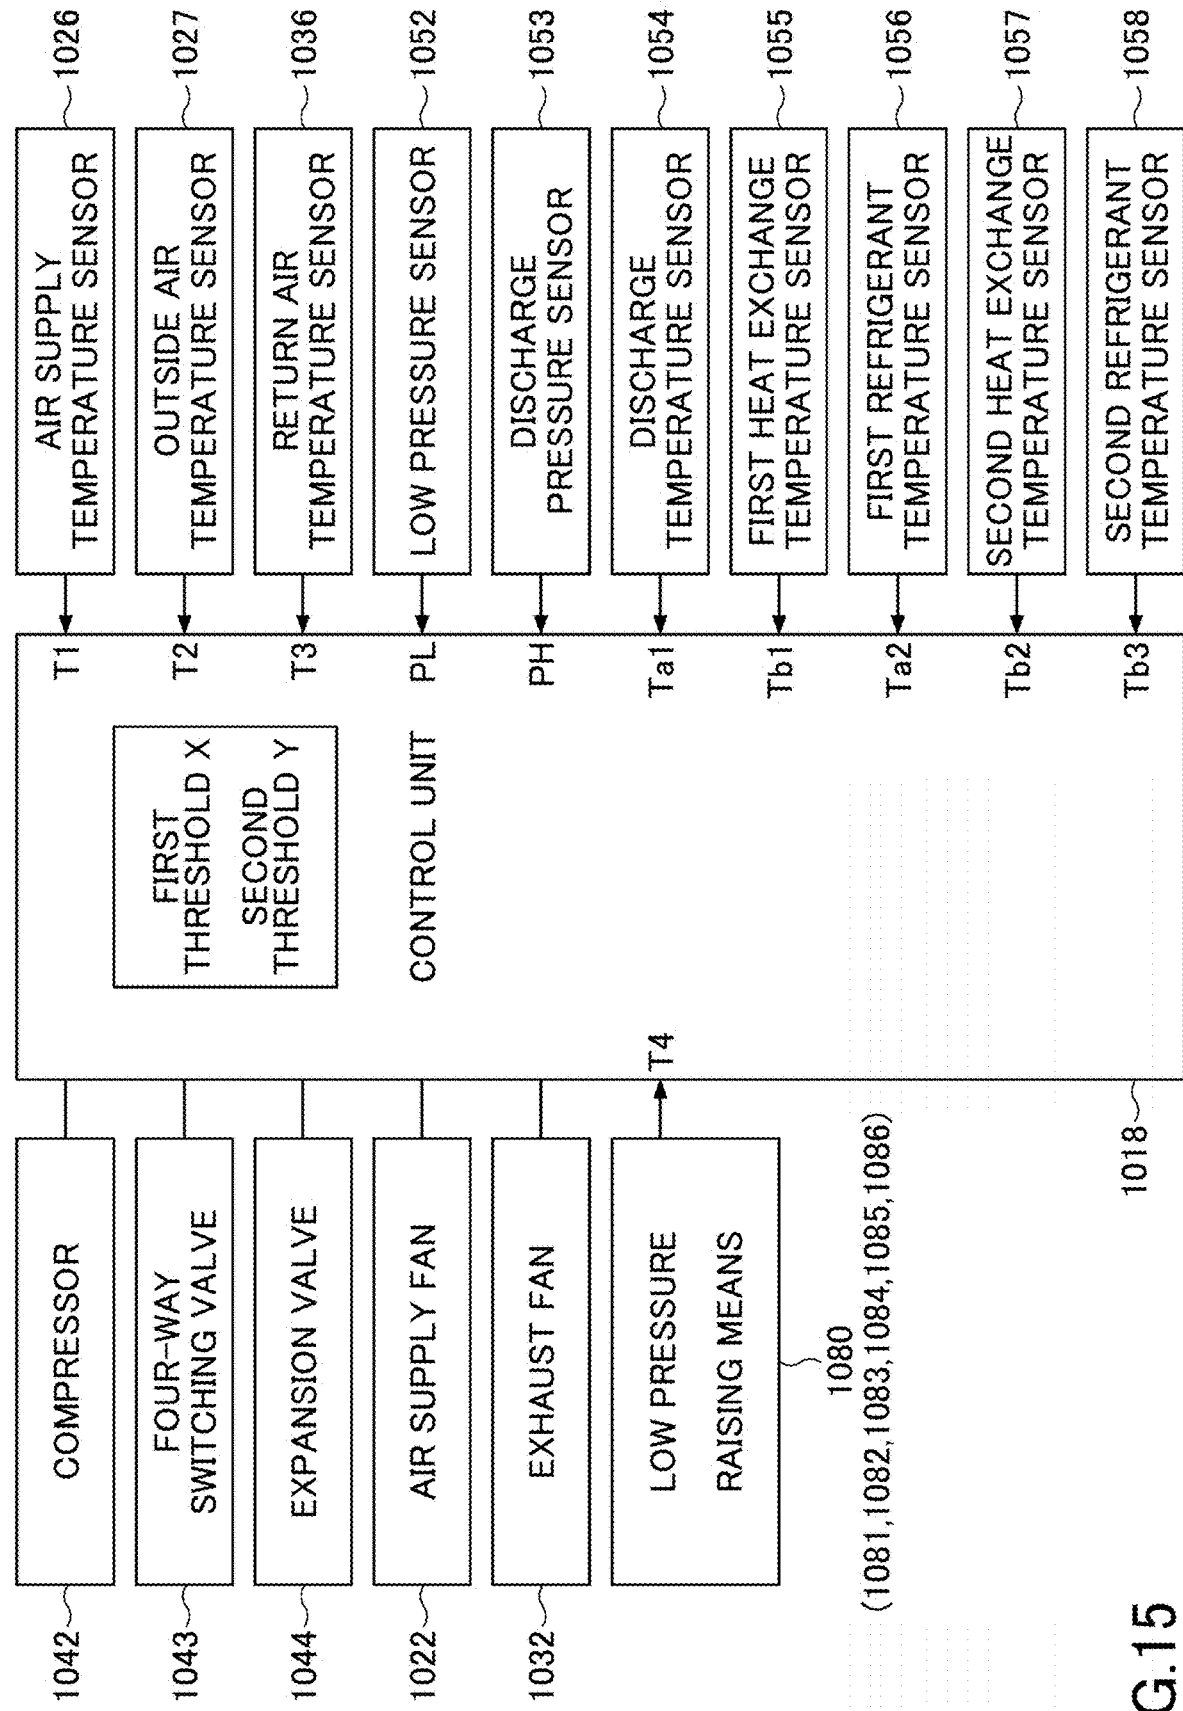 1042
COMPRESSOR
1043
FOUR-WAY
SWITCHING VALVE
1044
EXPANSION VALVE
1022
AIR SUPPLY FAN
1032
EXHAUST FAN
LOW PRESSURE
RAISING MEANS
1080
(1081,1082,1083,1084,1085,1086)
T4
1018
FIRST
THRESHOLD X
SECOND
THRESHOLD Y
CONTROL UNIT
T1
AIR SUPPLY
TEMPERATURE SENSOR
1026
T2
OUTSIDE AIR
TEMPERATURE SENSOR
1027
T3
RETURN AIR
TEMPERATURE SENSOR
1036
PL
LOW PRESSURE SENSOR
1052
PH
DISCHARGE
PRESSURE SENSOR
1053
Ta1
DISCHARGE
TEMPERATURE SENSOR
1054
Tb1
FIRST HEAT EXCHANGE
TEMPERATURE SENSOR
1055
Ta2
FIRST REFRIGERANT
TEMPERATURE SENSOR
1056
Tb2
SECOND HEAT EXCHANGE
TEMPERATURE SENSOR
1057
Tb3
SECOND REFRIGERANT
TEMPERATURE SENSOR
1058
G.15